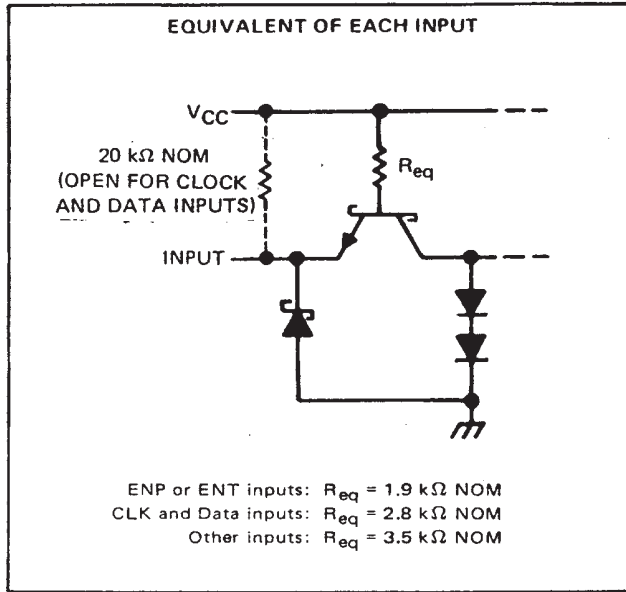 EQUIVALENT OF EACH INPUT
VCC
20 kΩ NOM
(OPEN FOR CLOCK
AND DATA INPUTS)
Req
INPUT
ENP or ENT inputs: Req = 1.9 kΩ NOM
CLK and Data inputs: Req = 2.8 kΩ NOM
Other inputs: Req = 3.5 kΩ NOM